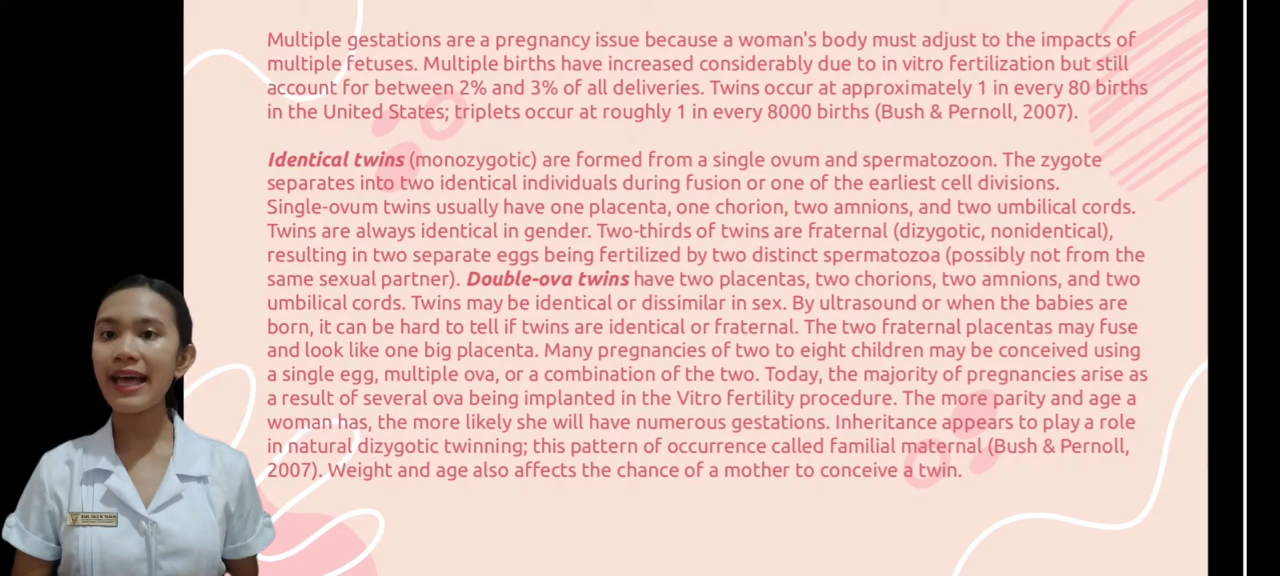 Multiple gestations are a pregnancy issue because a woman's body must adjust to the impacts of
multiple fetuses. Multiple births have increased considerably due to in vitro fertilization but still
account for between 2% and 3% of all deliveries. Twins occur at approximately 1 in every 80 births
in the United States; triplets occur at roughly 1 in every 8000 births (Bush & Pernoll, 2007).
Identical twins (monozygotic) are formed from a single ovum and spermatozoon. The zygote
separates into two identical individuals during fusion or one of the earliest cell divisions.
Single-ovum twins usually have one placenta, one chorion, two amnions, and two umbilical cords.
Twins are always identical in gender. Two-thirds of twins are fraternal (dizygotic, nonidentical),
resulting in two separate eggs being fertilized by two distinct spermatozoa (possibly not from the
same sexual partner). Double-ova twins have two placentas, two chorions, two amnions, and two
umbilical cords. Twins may be identical or dissimilar in sex. By ultrasound or when the babies are
born, it can be hard to tell if twins are identical or fraternal. The two fraternal placentas may fuse
and look like one big placenta. Many pregnancies of two to eight children may be conceived using
a single egg, multiple ova, or a combination of the two. Today, the majority of pregnancies arise as
a result of several ova being implanted in the Vitro fertility procedure. The more parity and age a
woman has, the more likely she will have numerous gestations. Inheritance appears to play a role
in natural dizygotic twinning; this pattern of occurrence called familial maternal (Bush & Pernoll,
2007). Weight and age also affects the chance of a mother to conceive a twin.